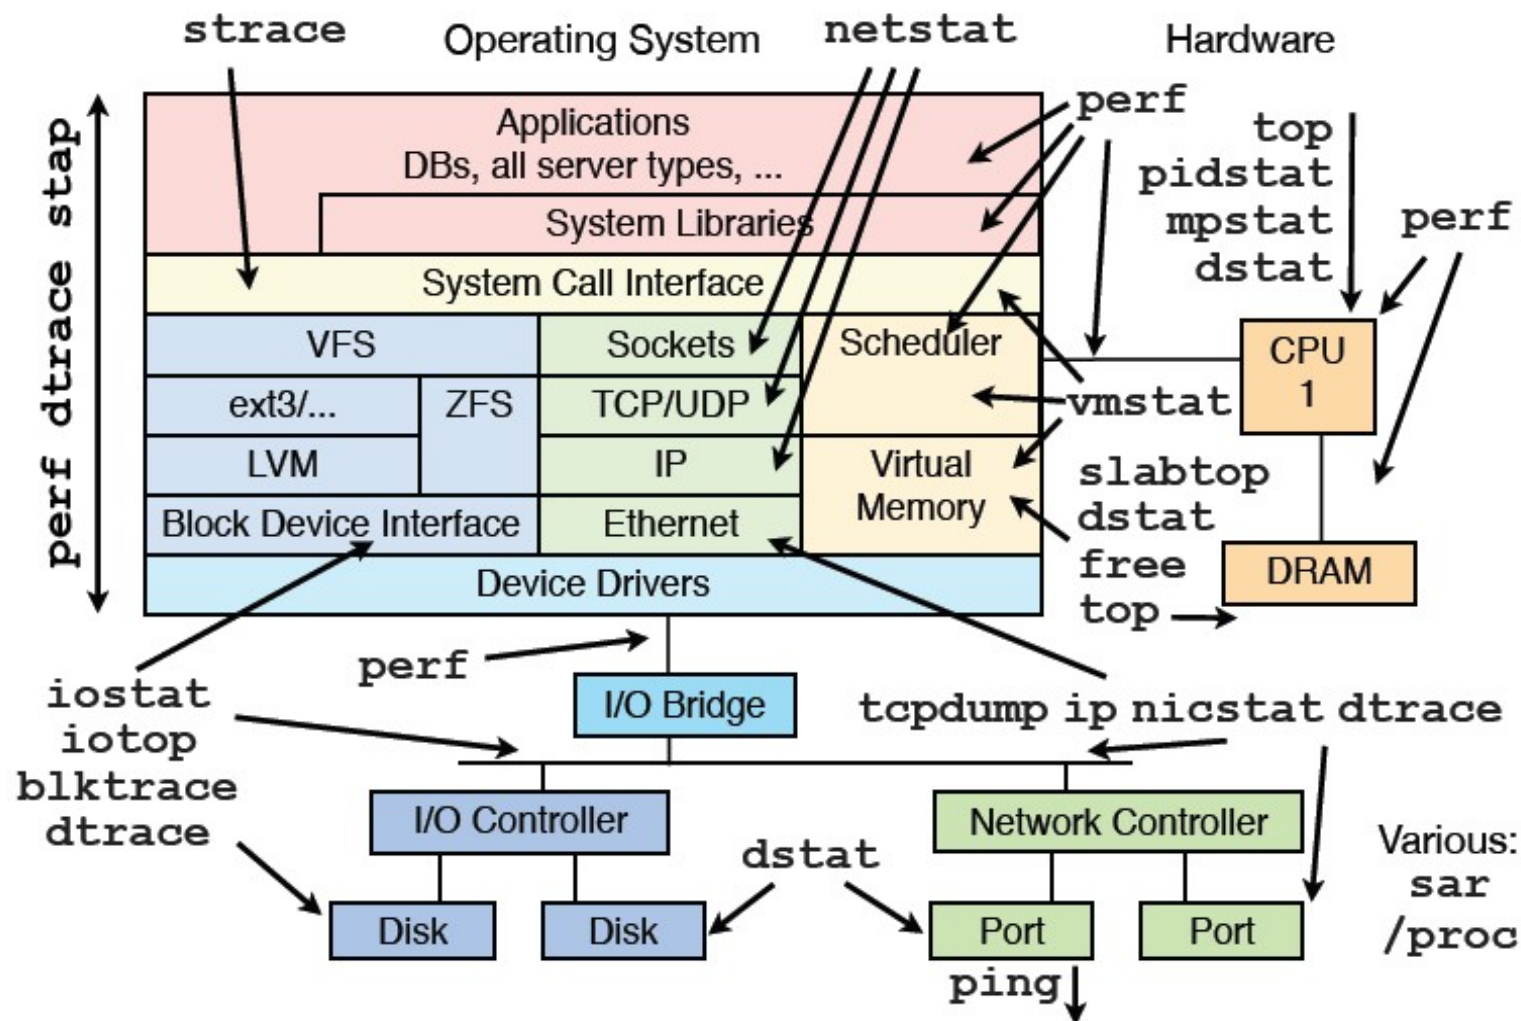 strace
Operating System
netstat
Hardware
perf dtrace stap
Applications
DBs, all server types, ...
System Libraries
System Call Interface
VFS
Sockets
Scheduler
ext3/...
ZFS
TCP/UDP
LVM
IP
Virtual
Memory
Block Device Interface
Ethernet
Device Drivers
perf
top
pidstat
mpstat
dstat
perf
CPU
1
vmstat
slabtop
dstat
free
top
DRAM
perf
I/O Bridge
iostat
iotop
blktrace
dtrace
tcpdump ip nicstat dtrace
I/O Controller
Network Controller
dstat
Disk
Disk
Port
Port
ping
Various:
sar
/proc